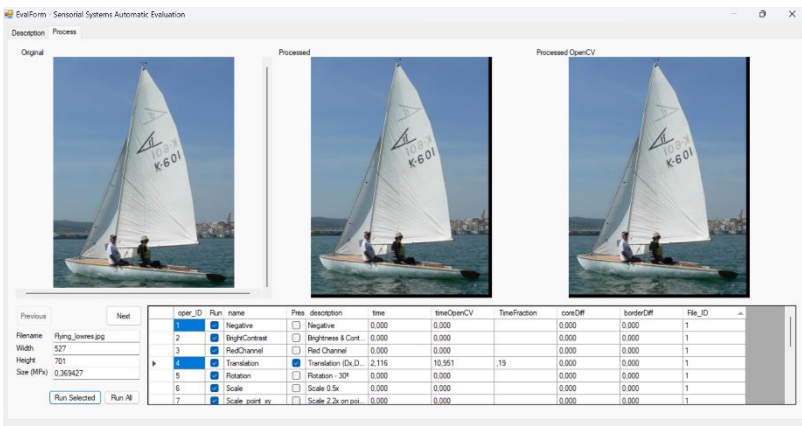 EvalForm - Sensorial Systems Automatic Evaluation
Description Process
Original Processed Processed OpenCV
K-601 K-601 K-601
Previous Next
Filename Flying_lowres.jpg
Width 527
Height 701
Size (MPx) 0,369427
Run Selected Run All
oper_ID Run name Pres description time timeOpenCV TimeFraction coreDiff borderDiff File_ID
1 Negative Negative 0,000 0,000 0,000 0,000 1
2 BrightContrast Brightness & Cont... 0,000 0,000 0,000 0,000 1
3 RedChannel Red Channel 0,000 0,000 0,000 0,000 1
4 Translation Translation (Dx,D... 2,116 10,951 ,19 0,000 0,000 1
5 Rotation Rotation - 30º 0,000 0,000 0,000 0,000 1
6 Scale Scale 0.5x 0,000 0,000 0,000 0,000 1
7 Scale_point_xy Scale 2.2x on poi... 0,000 0,000 0,000 0,000 1